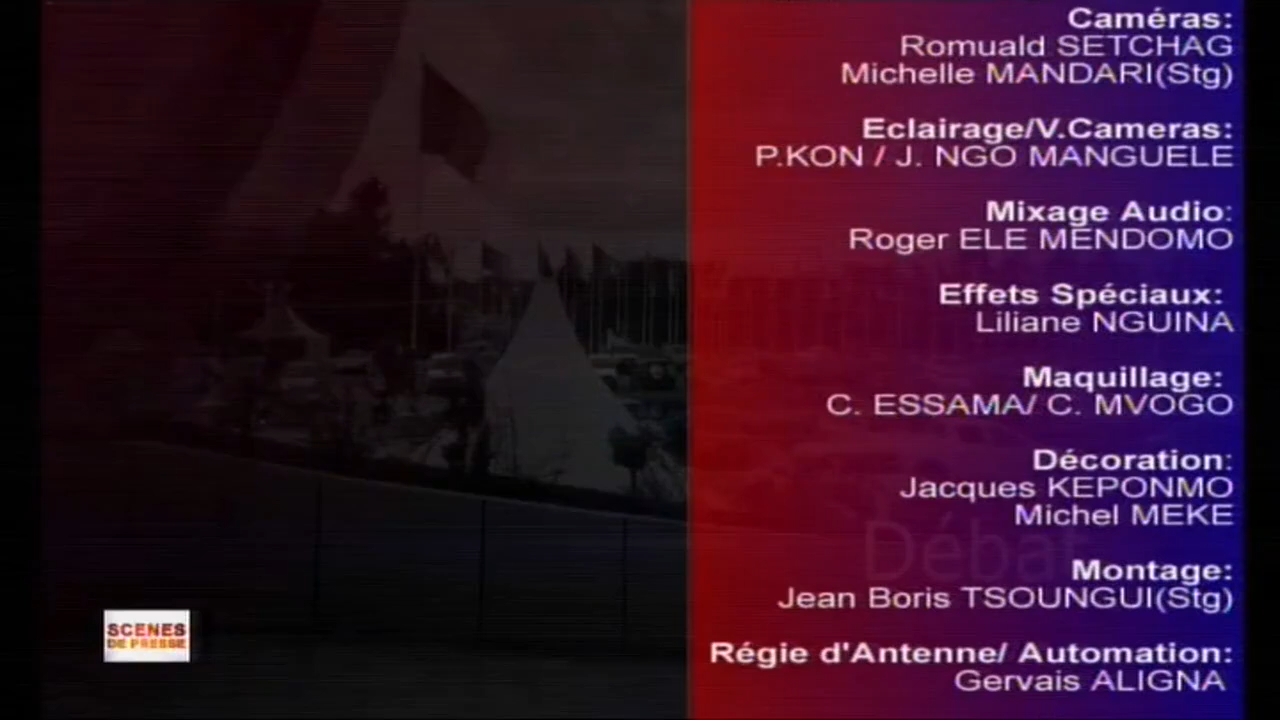 Caméras:
Romuald SETCHAG
Michelle MANDARI(Stg)
Eclairage/V.Cameras:
P.KON / J. NGO MANGUELE
Mixage Audio:
Roger ELE MENDOMO
Effets Spéciaux:
Liliane NGUINA
Maquillage:
C. ESSAMA/ C. MVOGO
Décoration:
Jacques KEPONMO
Michel MEKE
Débat
Montage:
Jean Boris TSOUNGUI(Stg)
Régie d'Antenne/ Automation:
Gervais ALIGNA
SCENES
DE PRESSE